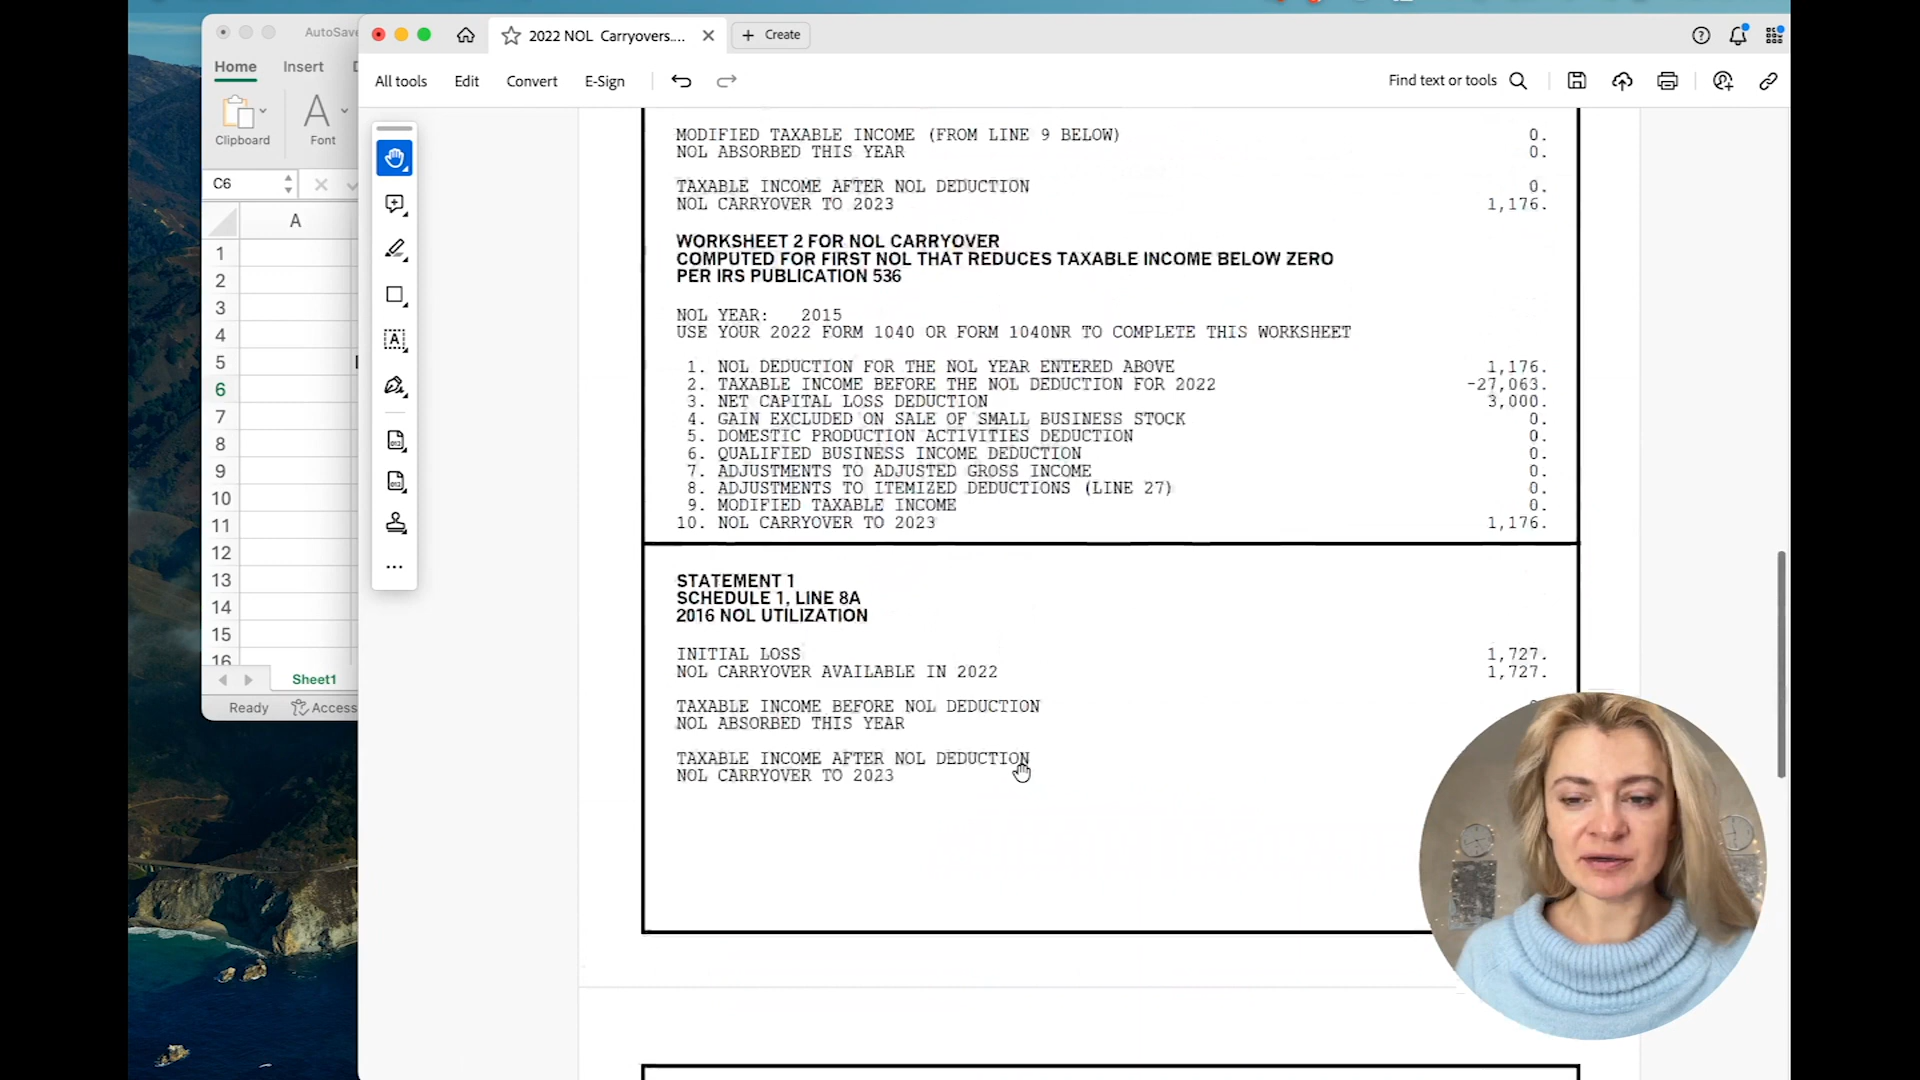 AutoSave
2022 NOL Carryovers....
Create
Home
Insert
All tools
Edit
Convert
E-Sign
Find text or tools
Clipboard
Font
C6
A
1
2
3
4
5
6
7
8
9
10
11
12
13
14
15
16
Sheet1
Ready
Access
MODIFIED TAXABLE INCOME (FROM LINE 9 BELOW) 0.
NOL ABSORBED THIS YEAR 0.
TAXABLE INCOME AFTER NOL DEDUCTION 0.
NOL CARRYOVER TO 2023 1,176.
WORKSHEET 2 FOR NOL CARRYOVER
COMPUTED FOR FIRST NOL THAT REDUCES TAXABLE INCOME BELOW ZERO
PER IRS PUBLICATION 536
NOL YEAR: 2015
USE YOUR 2022 FORM 1040 OR FORM 1040NR TO COMPLETE THIS WORKSHEET
1. NOL DEDUCTION FOR THE NOL YEAR ENTERED ABOVE 1,176.
2. TAXABLE INCOME BEFORE THE NOL DEDUCTION FOR 2022 -27,063.
3. NET CAPITAL LOSS DEDUCTION 3,000.
4. GAIN EXCLUDED ON SALE OF SMALL BUSINESS STOCK 0.
5. DOMESTIC PRODUCTION ACTIVITIES DEDUCTION 0.
6. QUALIFIED BUSINESS INCOME DEDUCTION 0.
7. ADJUSTMENTS TO ADJUSTED GROSS INCOME 0.
8. ADJUSTMENTS TO ITEMIZED DEDUCTIONS (LINE 27) 0.
9. MODIFIED TAXABLE INCOME 0.
10. NOL CARRYOVER TO 2023 1,176.
STATEMENT 1
SCHEDULE 1, LINE 8A
2016 NOL UTILIZATION
INITIAL LOSS 1,727.
NOL CARRYOVER AVAILABLE IN 2022 1,727.
TAXABLE INCOME BEFORE NOL DEDUCTION
NOL ABSORBED THIS YEAR
TAXABLE INCOME AFTER NOL DEDUCTION
NOL CARRYOVER TO 2023